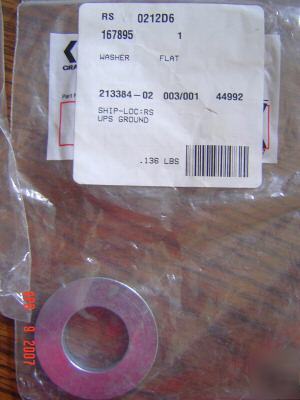 RS 0212D6
167895 1
WASHER FLAT
Part
213384-02 003/001 44992
SHIP-LOC:RS
UPS GROUND
.136 LBS
9 2007